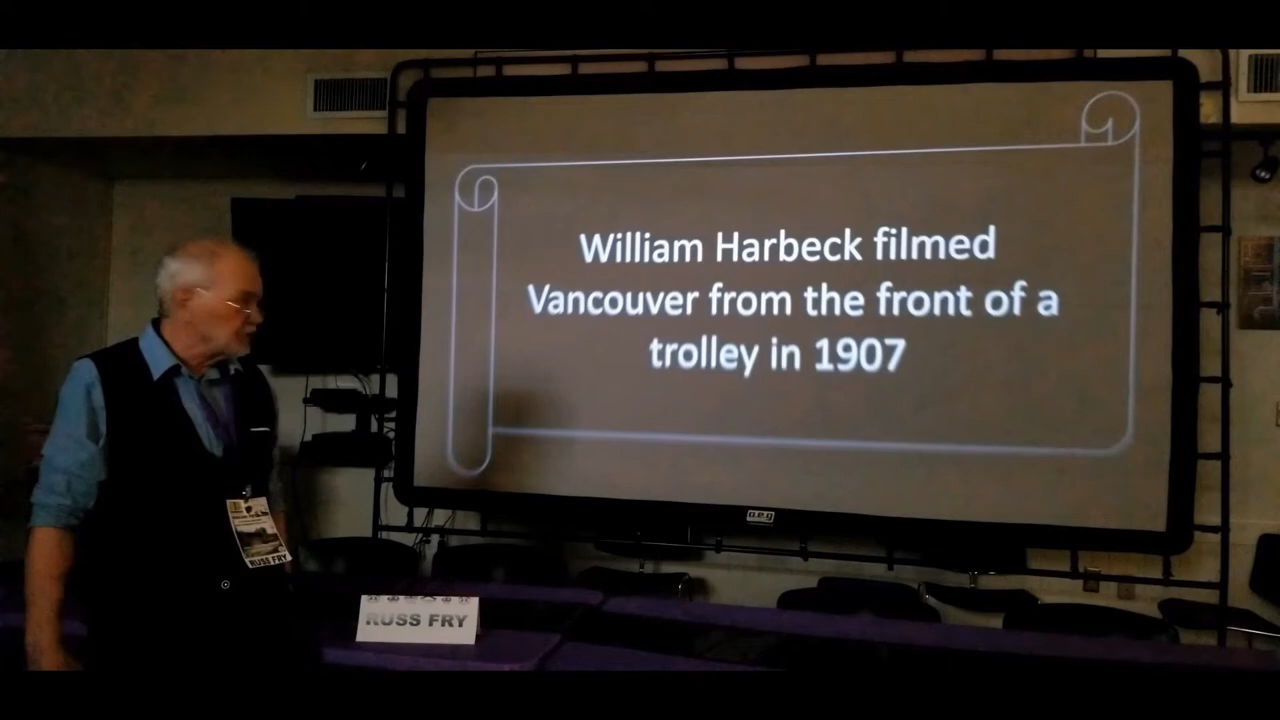 William Harbeck filmed
Vancouver from the front of a
trolley in 1907
a.e.g
RUSS FRY
RUSS FRY